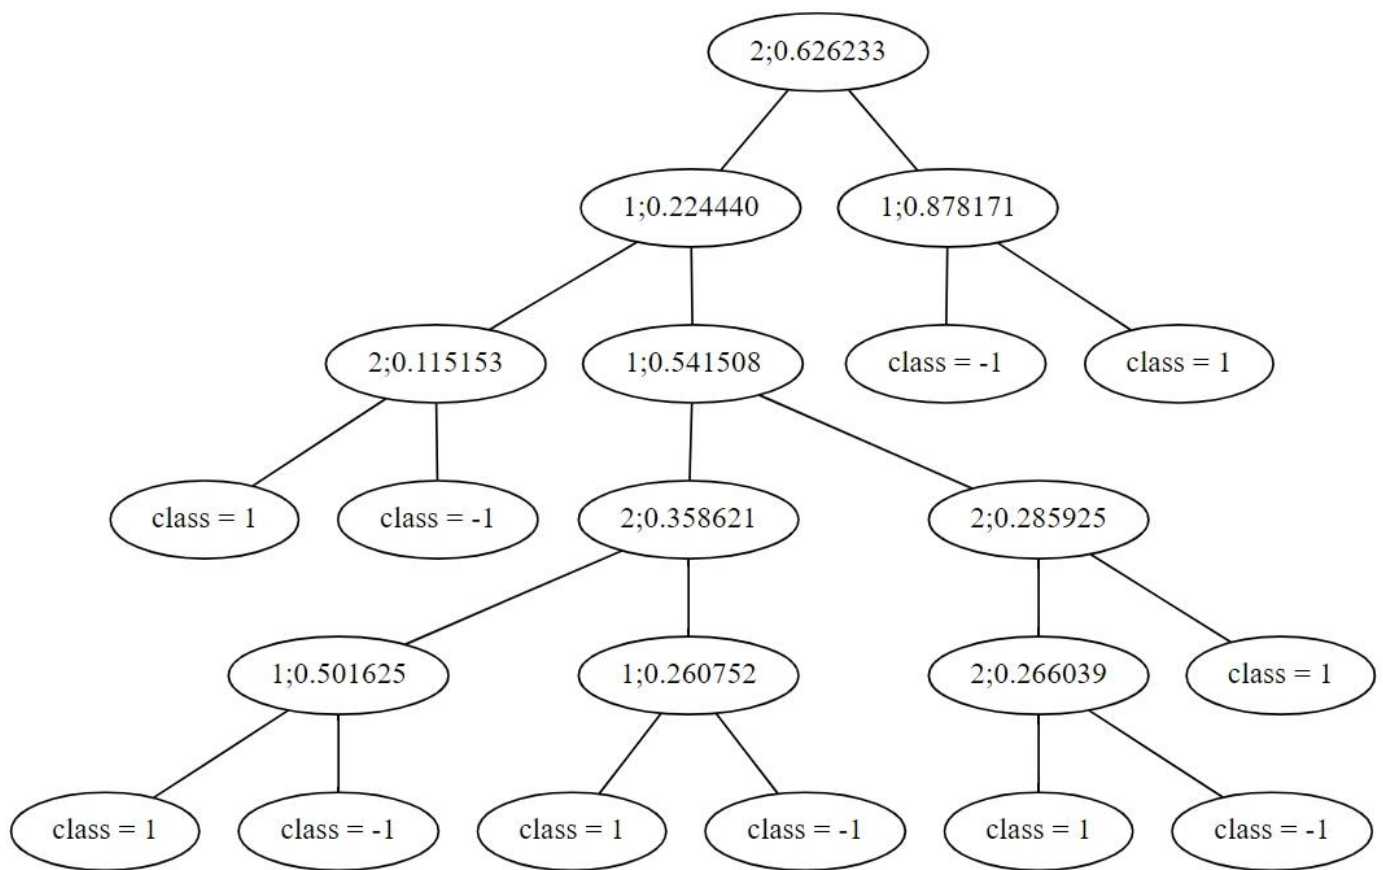 2;0.626233
1;0.224440
1;0.878171
2;0.115153
1;0.541508
class = -1
class = 1
class = 1
class = -1
2;0.358621
2;0.285925
1;0.501625
1;0.260752
2;0.266039
class = 1
class = 1
class = -1
class = 1
class = -1
class = 1
class = -1